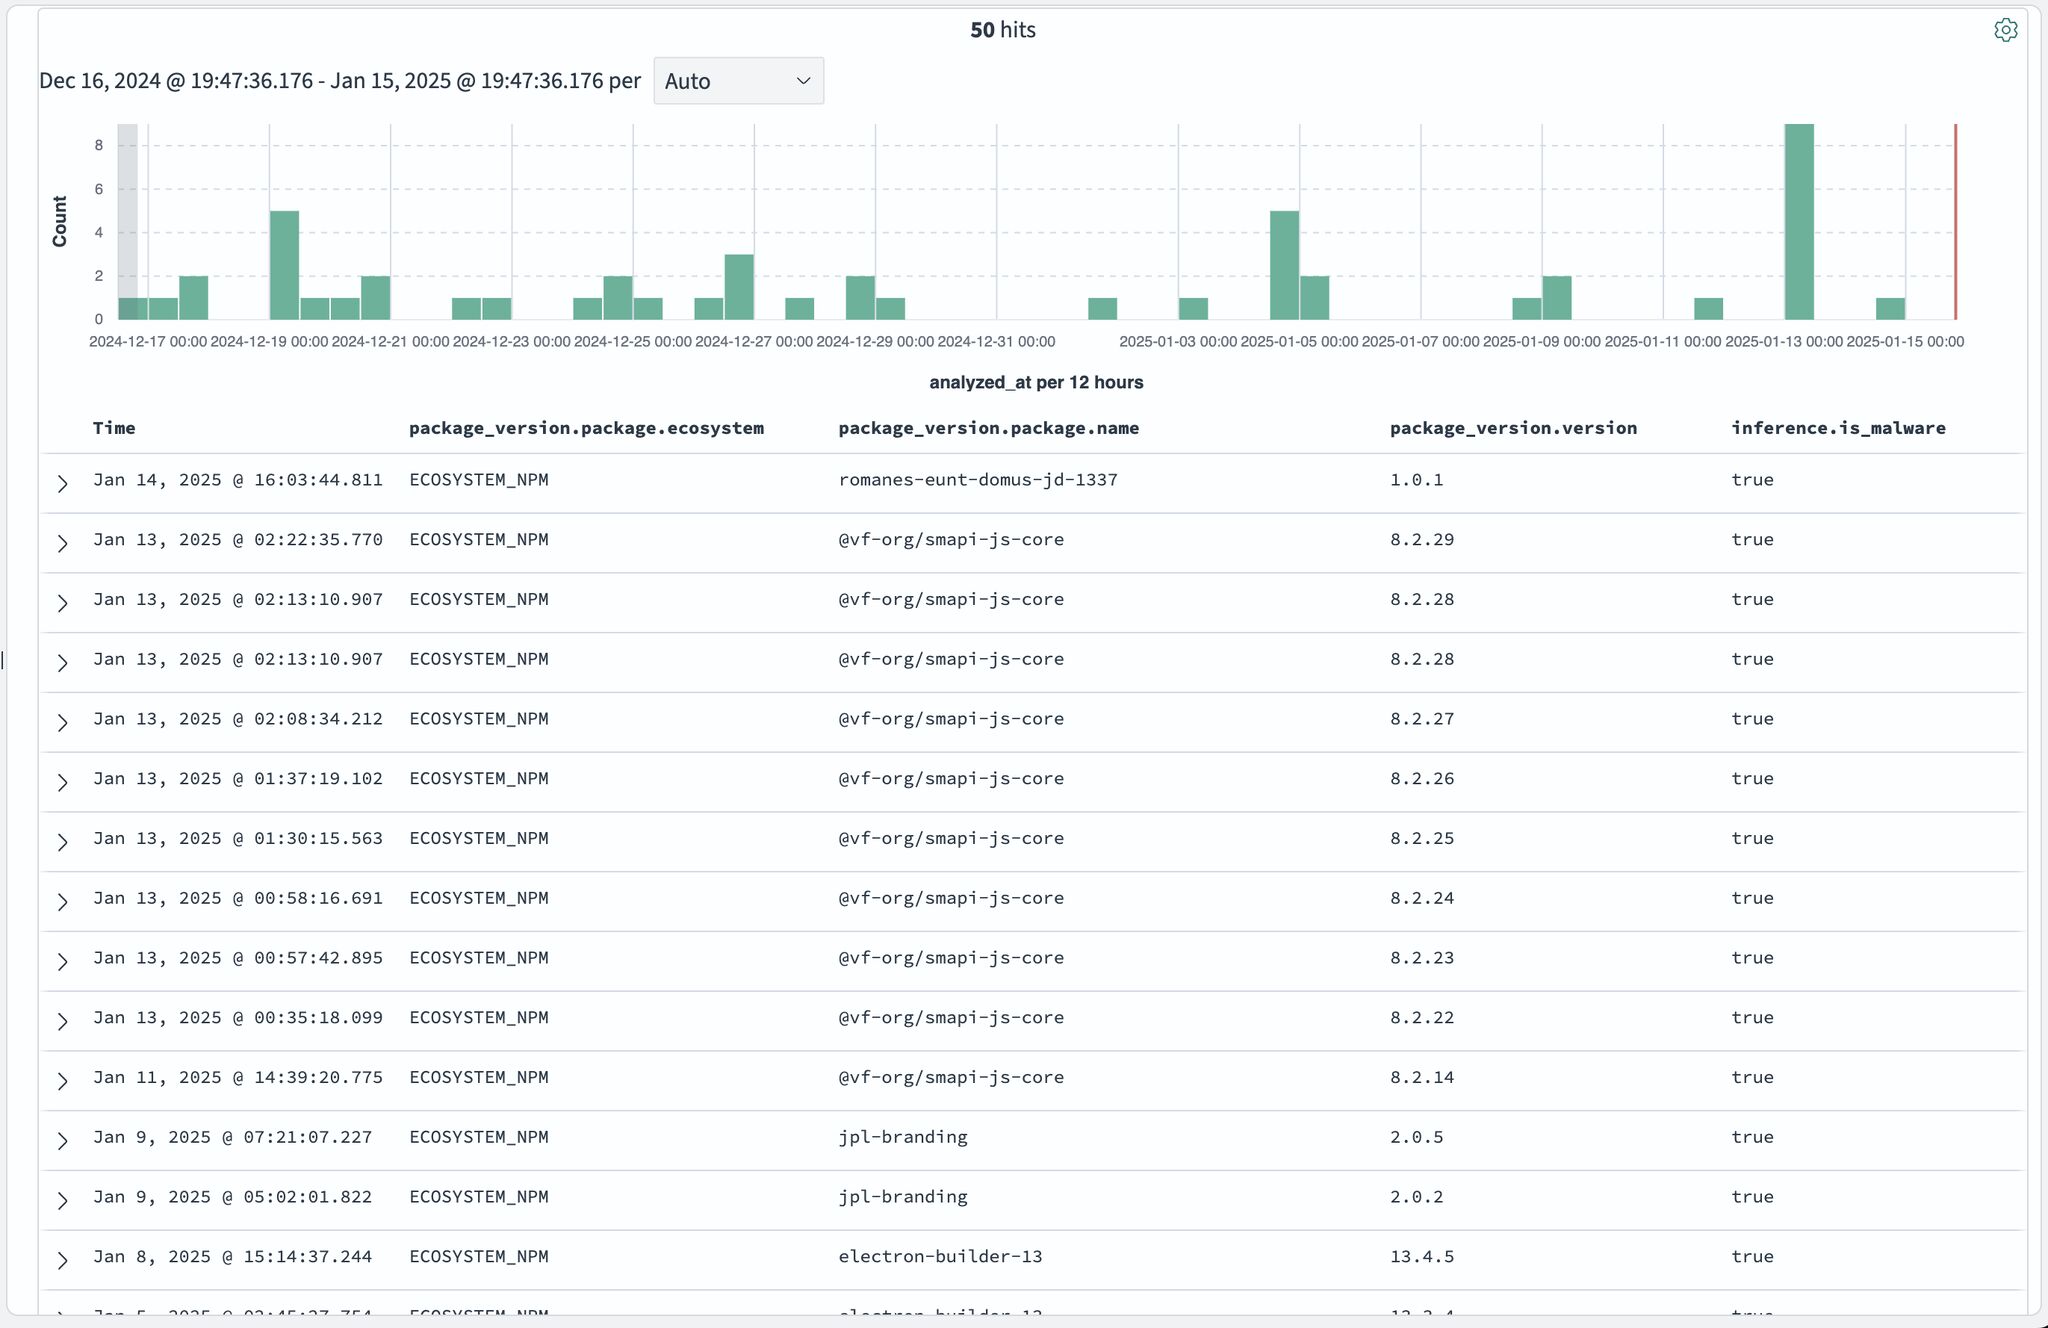 50 hits
Dec 16, 2024 @ 19:47:36.176 - Jan 15, 2025 @ 19:47:36.176 per Auto
Count
8
6
4
2
0
2024-12-17 00:00 2024-12-19 00:00 2024-12-21 00:00 2024-12-23 00:00 2024-12-25 00:00 2024-12-27 00:00 2024-12-29 00:00 2024-12-31 00:00 2025-01-03 00:00 2025-01-05 00:00 2025-01-07 00:00 2025-01-09 00:00 2025-01-11 00:00 2025-01-13 00:00 2025-01-15 00:00
analyzed_at per 12 hours
Time package_version.package.ecosystem package_version.package.name package_version.version inference.is_malware
Jan 14, 2025 @ 16:03:44.811 ECOSYSTEM_NPM romanes-eunt-domus-jd-1337 1.0.1 true
Jan 13, 2025 @ 02:22:35.770 ECOSYSTEM_NPM @vf-org/smapi-js-core 8.2.29 true
Jan 13, 2025 @ 02:13:10.907 ECOSYSTEM_NPM @vf-org/smapi-js-core 8.2.28 true
Jan 13, 2025 @ 02:13:10.907 ECOSYSTEM_NPM @vf-org/smapi-js-core 8.2.28 true
Jan 13, 2025 @ 02:08:34.212 ECOSYSTEM_NPM @vf-org/smapi-js-core 8.2.27 true
Jan 13, 2025 @ 01:37:19.102 ECOSYSTEM_NPM @vf-org/smapi-js-core 8.2.26 true
Jan 13, 2025 @ 01:30:15.563 ECOSYSTEM_NPM @vf-org/smapi-js-core 8.2.25 true
Jan 13, 2025 @ 00:58:16.691 ECOSYSTEM_NPM @vf-org/smapi-js-core 8.2.24 true
Jan 13, 2025 @ 00:57:42.895 ECOSYSTEM_NPM @vf-org/smapi-js-core 8.2.23 true
Jan 13, 2025 @ 00:35:18.099 ECOSYSTEM_NPM @vf-org/smapi-js-core 8.2.22 true
Jan 11, 2025 @ 14:39:20.775 ECOSYSTEM_NPM @vf-org/smapi-js-core 8.2.14 true
Jan 9, 2025 @ 07:21:07.227 ECOSYSTEM_NPM jpl-branding 2.0.5 true
Jan 9, 2025 @ 05:02:01.822 ECOSYSTEM_NPM jpl-branding 2.0.2 true
Jan 8, 2025 @ 15:14:37.244 ECOSYSTEM_NPM electron-builder-13 13.4.5 true